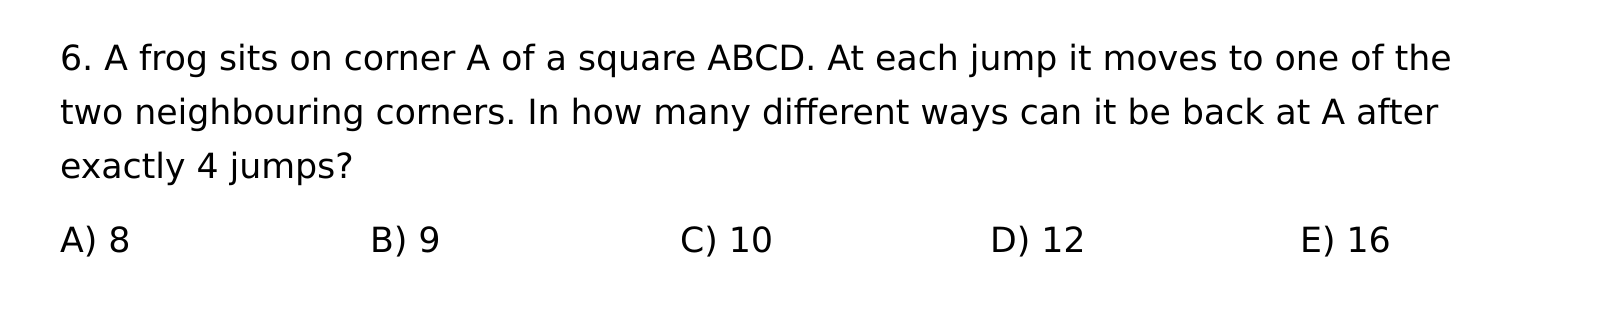 6. A frog sits on corner A of a square ABCD. At each jump it moves to one of the
two neighbouring corners. In how many different ways can it be back at A after
exactly 4 jumps?
A) 8 B) 9 C) 10 D) 12 E) 16